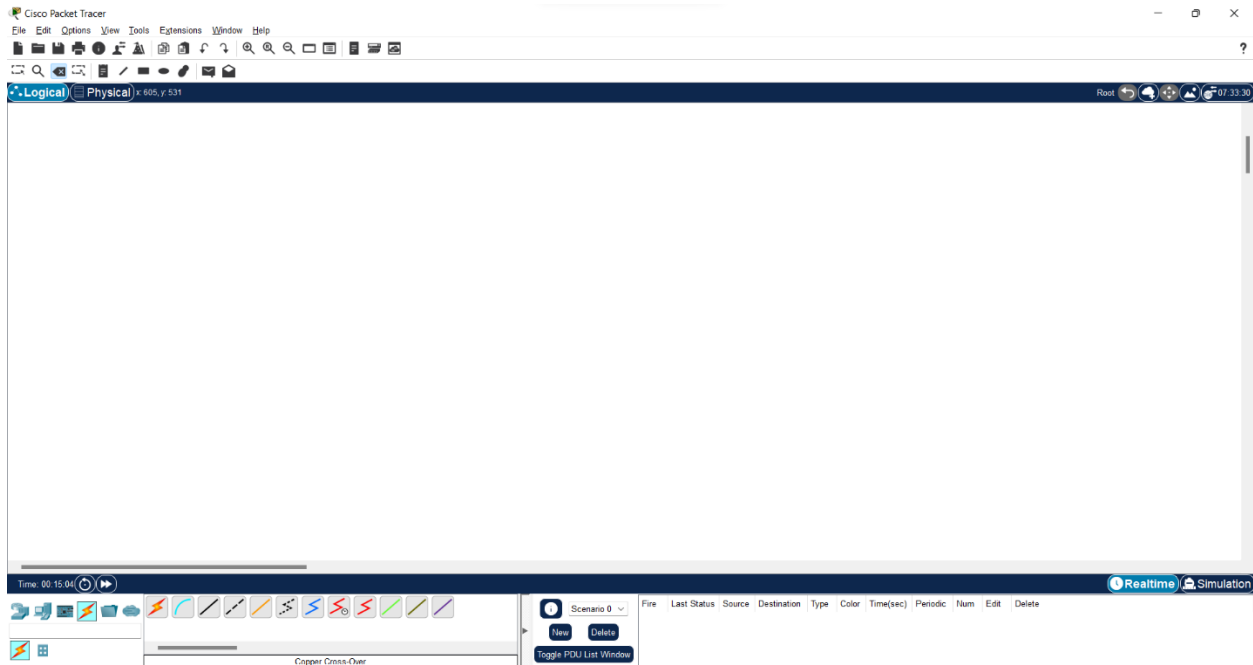 Cisco Packet Tracer
File Edit Options View Tools Extensions Window Help
?
Logical Physical x: 605, y: 531 Root 07:33:30
Time: 00:15:04 Realtime Simulation
Scenario 0 Fire Last Status Source Destination Type Color Time(sec) Periodic Num Edit Delete
New Delete
Toggle PDU List Window
Copper Cross-Over